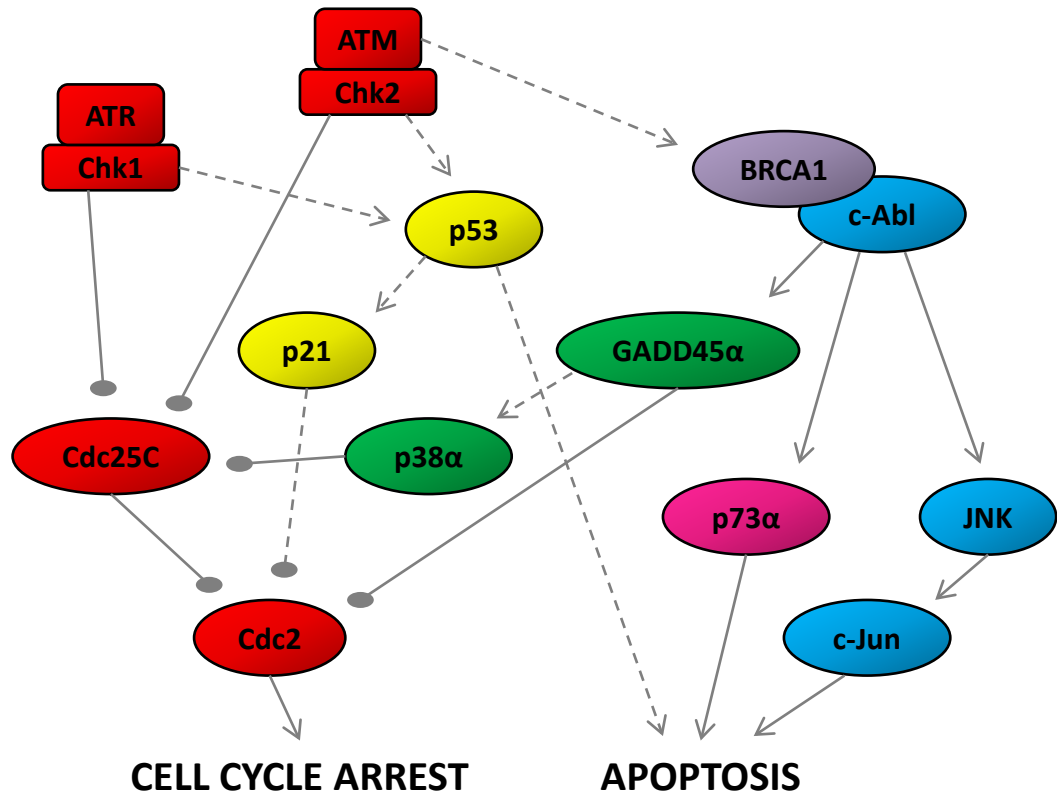 ATM
Chk2
ATR
Chk1
BRCA1
c-Abl
p53
p21
GADD45α
Cdc25C
p38α
p73α
JNK
Cdc2
c-Jun
CELL CYCLE ARREST
APOPTOSIS